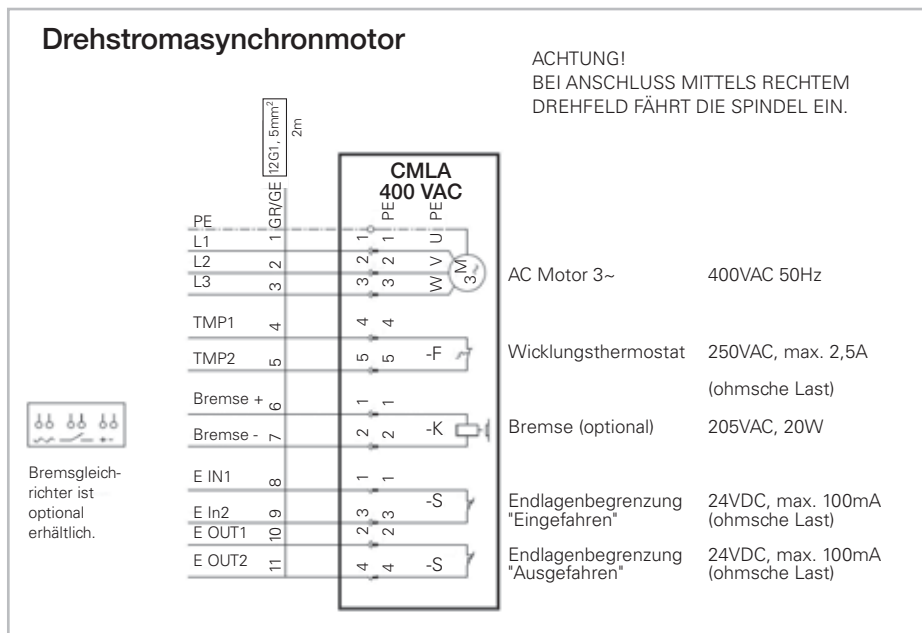 Drehstromasynchronmotor
ACHTUNG!
BEI ANSCHLUSS MITTELS RECHTEM
DREHFELD FÄHRT DIE SPINDEL EIN.
12G1, 5mm²
2m
GR/GE
CMLA
400 VAC
PE PE
PE
L1 1 1 1 U
L2 2 2 2 V
L3 3 3 3 W
M
3~
AC Motor 3~ 400VAC 50Hz
TMP1 4 4 4
TMP2 5 5 5 -F
Wicklungsthermostat 250VAC, max. 2,5A
(ohmsche Last)
Bremse + 6 1 1
Bremse - 7 2 2 -K
Bremse (optional) 205VAC, 20W
+ -
Bremsgleich-
richter ist
optional
erhältlich.
E IN1 8 1 1
E In2 9 3 3 -S
Endlagenbegrenzung 24VDC, max. 100mA
"Eingefahren" (ohmsche Last)
E OUT1 10 2 2
E OUT2 11 4 4 -S
Endlagenbegrenzung 24VDC, max. 100mA
"Ausgefahren" (ohmsche Last)